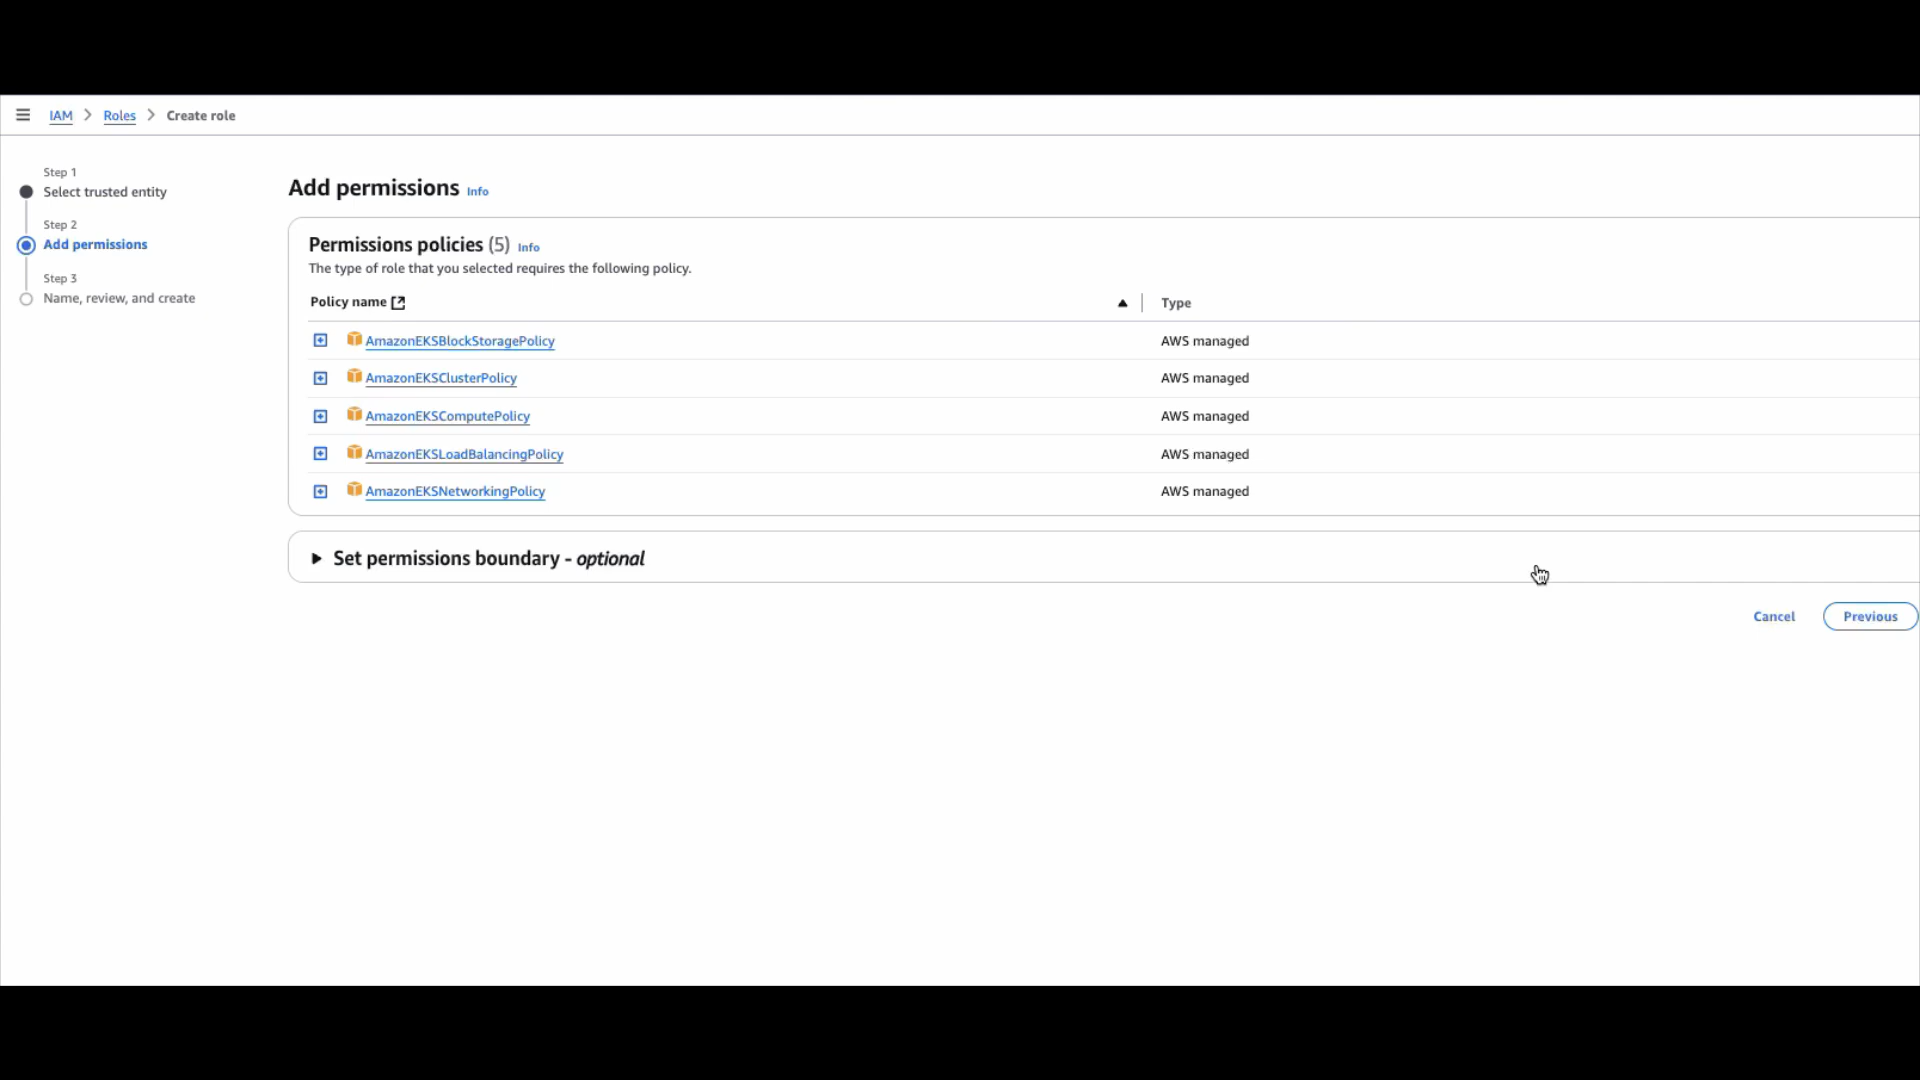 IAM > Roles > Create role
Step 1
Select trusted entity
Step 2
Add permissions
Step 3
Name, review, and create
Add permissions Info
Permissions policies (5) Info
The type of role that you selected requires the following policy.
Policy name Type
AmazonEKSBlockStoragePolicy AWS managed
AmazonEKSClusterPolicy AWS managed
AmazonEKSComputePolicy AWS managed
AmazonEKSLoadBalancingPolicy AWS managed
AmazonEKSNetworkingPolicy AWS managed
Set permissions boundary - optional
Cancel Previous